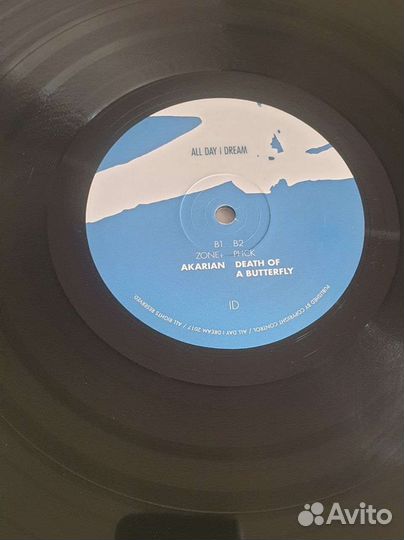 ALL DAY I DREAM
B1 B2
ZONE+ PHCK
AKARIAN DEATH OF
A BUTTERFLY
ID
PUBLISHED BY COPYRIGHT CONTROL / ALL DAY I DREAM 2017 / ALL RIGHTS RESERVED.
Avito